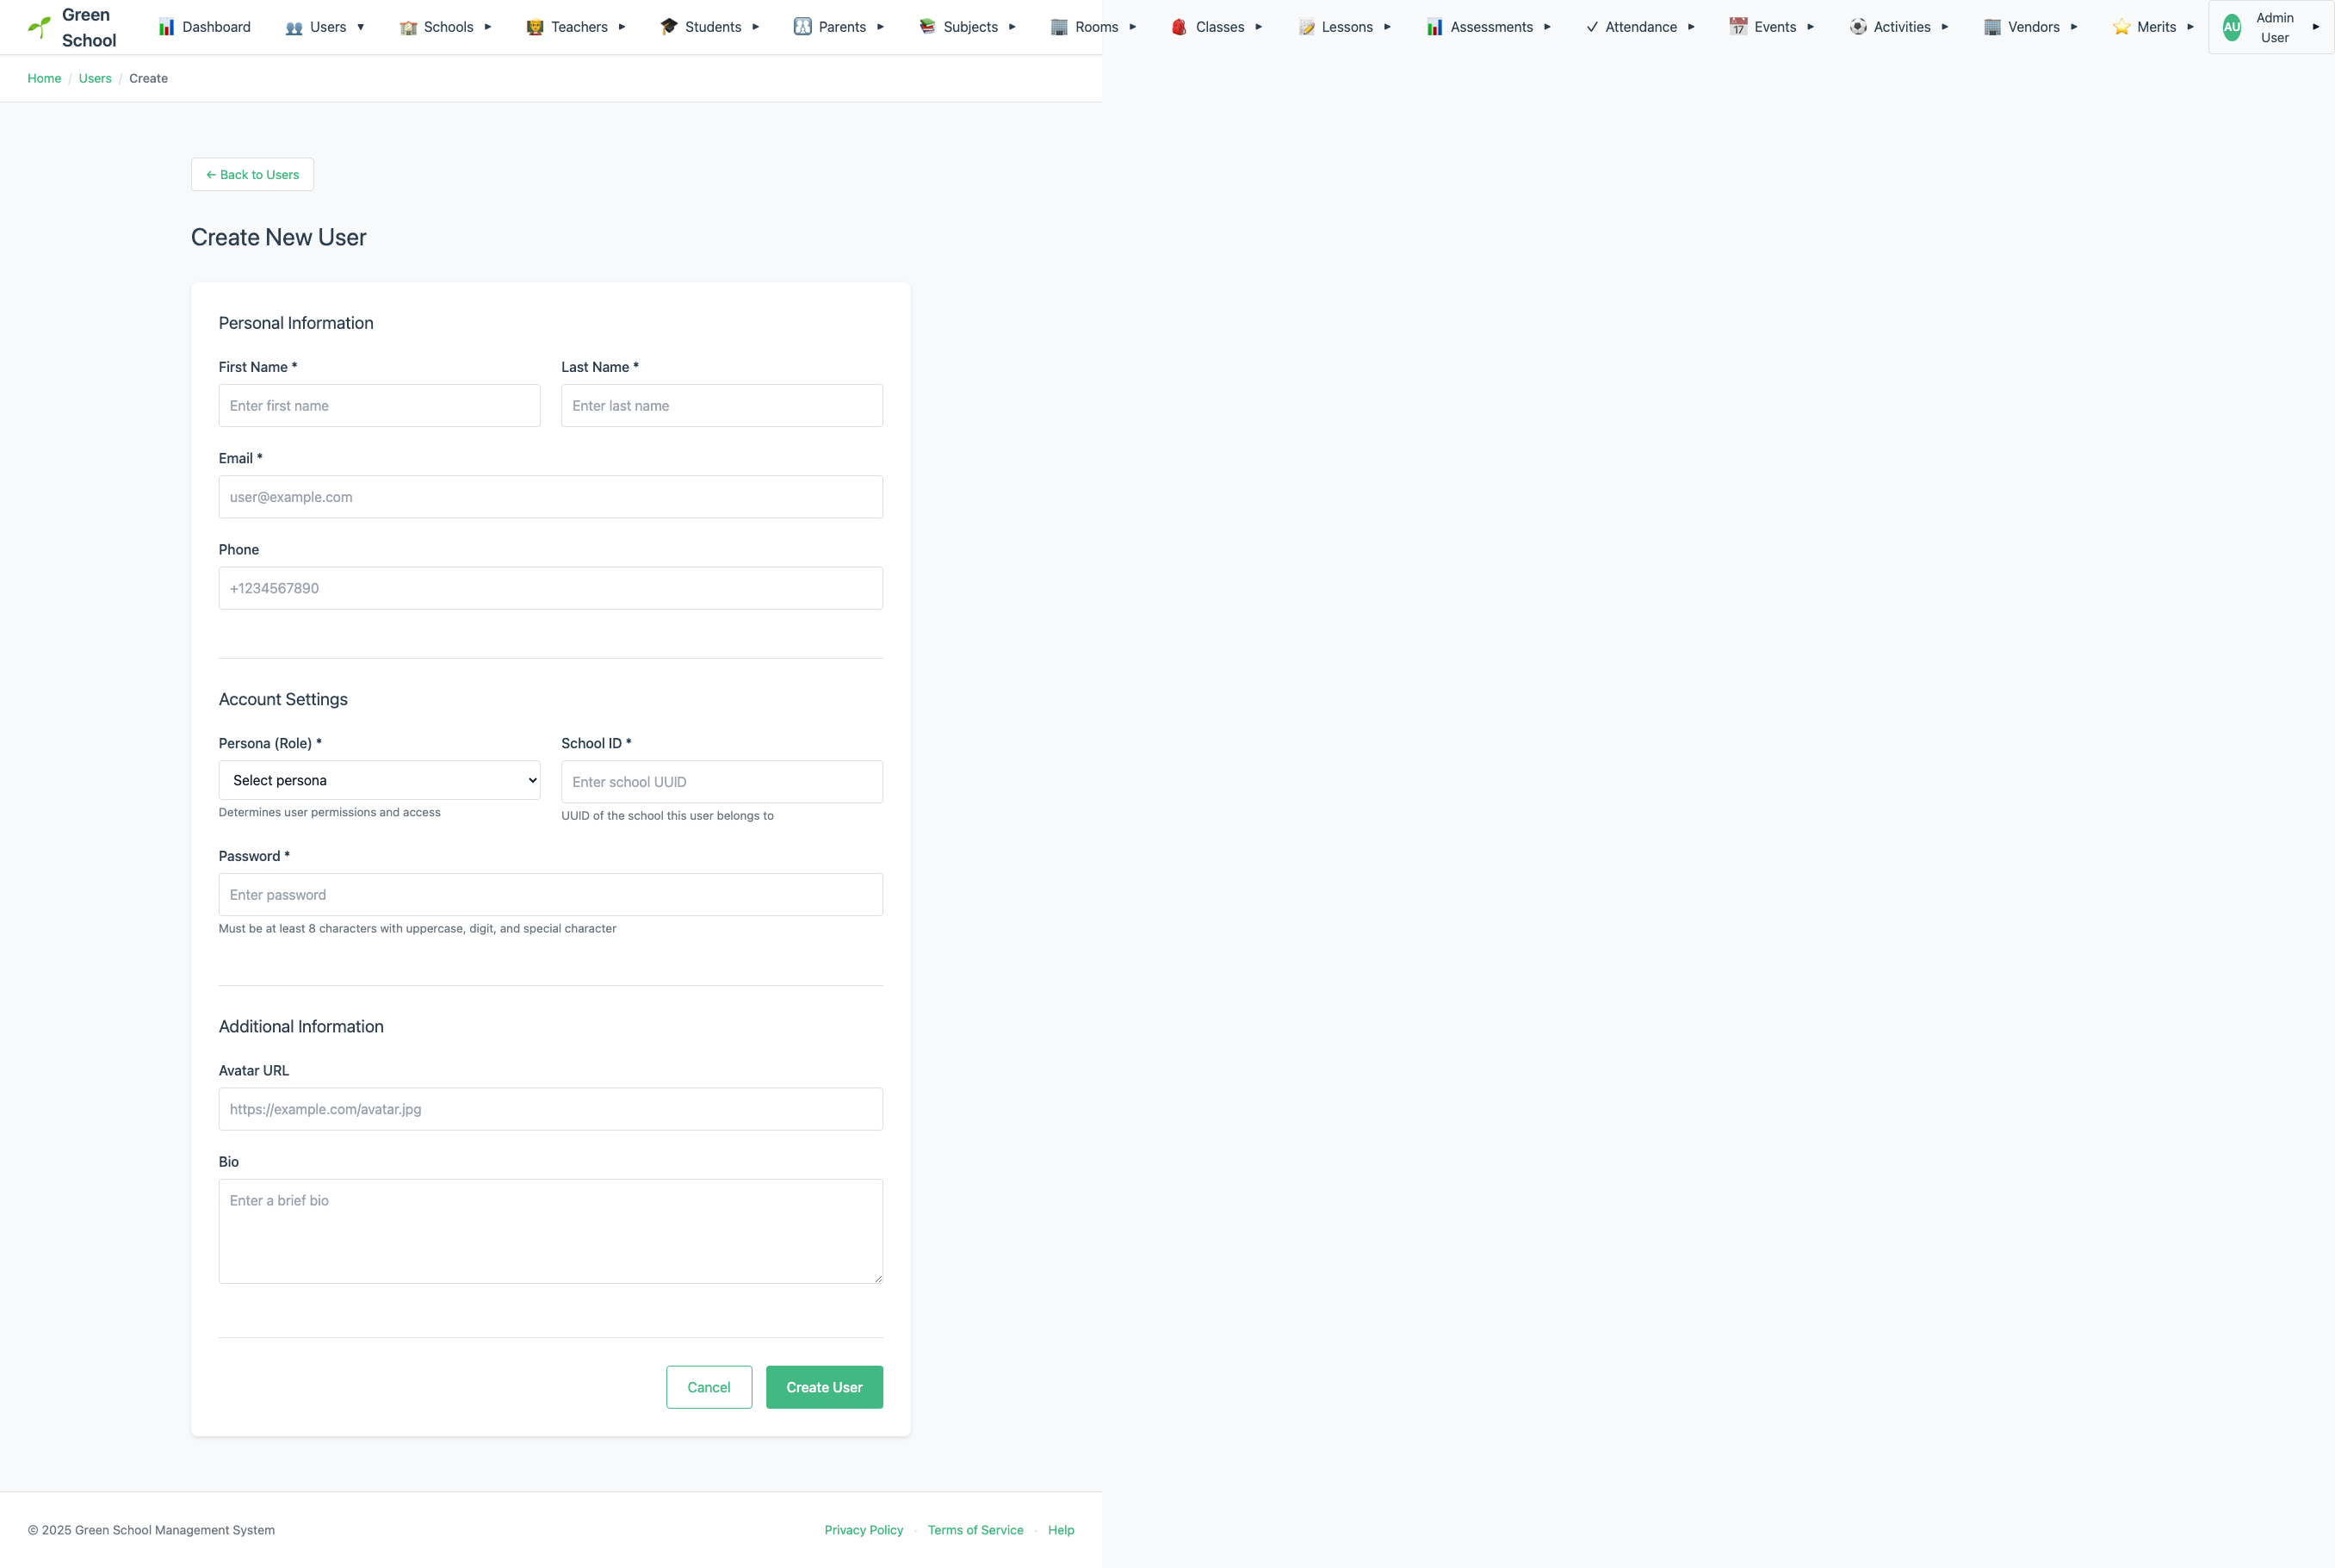 Green School
Dashboard
Users ▼
Schools ►
Teachers ►
Students ►
Parents ►
Subjects ►
Rooms ►
Classes ►
Lessons ►
Assessments ►
✓ Attendance ►
Events ►
Activities ►
Vendors ►
Merits ►
AU Admin User ►
Home / Users / Create
← Back to Users
Create New User
Personal Information
First Name *
Enter first name
Last Name *
Enter last name
Email *
user@example.com
Phone
+1234567890
Account Settings
Persona (Role) *
Select persona
Determines user permissions and access
School ID *
Enter school UUID
UUID of the school this user belongs to
Password *
Enter password
Must be at least 8 characters with uppercase, digit, and special character
Additional Information
Avatar URL
https://example.com/avatar.jpg
Bio
Enter a brief bio
Cancel
Create User
© 2025 Green School Management System
Privacy Policy · Terms of Service · Help